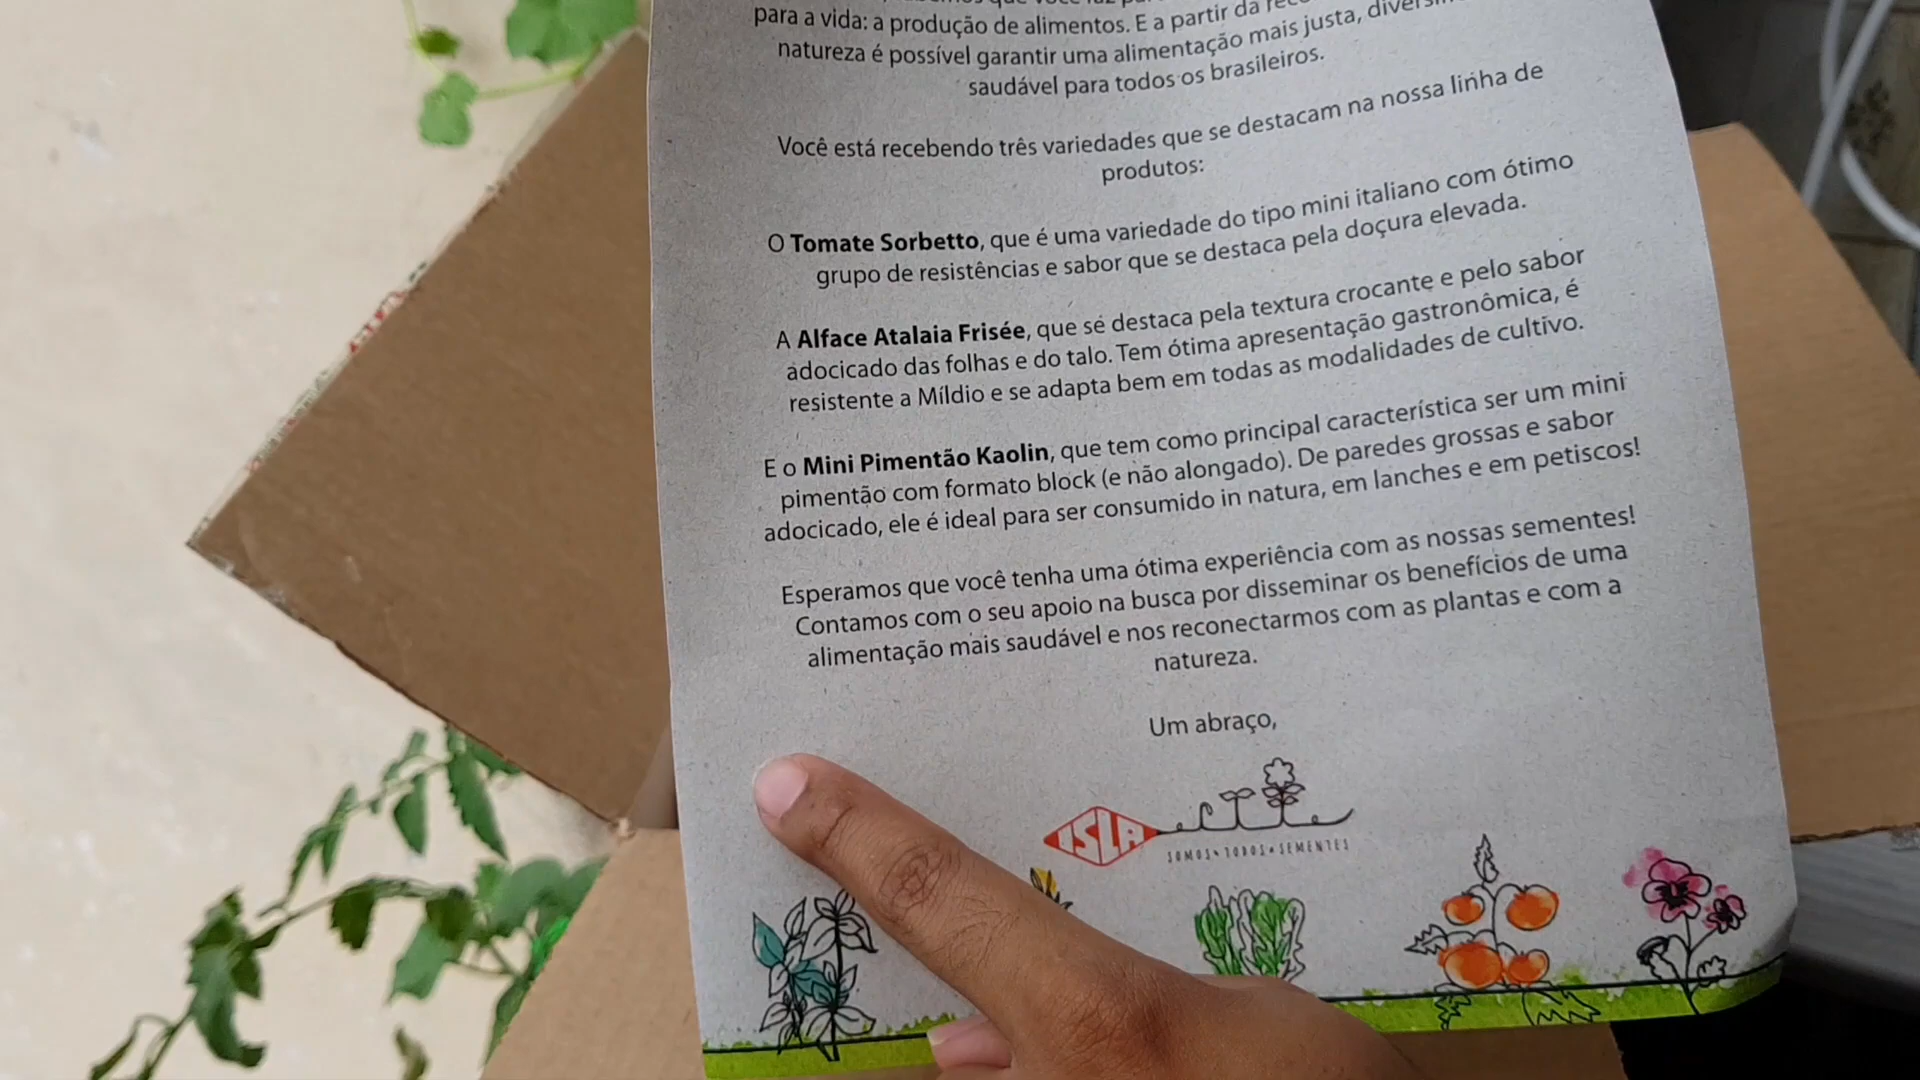 para a vida: a produção de alimentos. E a partir da
natureza é possível garantir uma alimentação mais justa,
saudável para todos os brasileiros.
Você está recebendo três variedades que se destacam na nossa linha de
produtos:
O Tomate Sorbetto, que é uma variedade do tipo mini italiano com ótimo
grupo de resistências e sabor que se destaca pela doçura elevada.
A Alface Atalaia Frisée, que se destaca pela textura crocante e pelo sabor
adocicado das folhas e do talo. Tem ótima apresentação gastronômica, é
resistente a Míldio e se adapta bem em todas as modalidades de cultivo.
E o Mini Pimentão Kaolin, que tem como principal característica ser um mini
pimentão com formato block (e não alongado). De paredes grossas e sabor
adocicado, ele é ideal para ser consumido in natura, em lanches e em petiscos!
Esperamos que você tenha uma ótima experiência com as nossas sementes!
Contamos com o seu apoio na busca por disseminar os benefícios de uma
alimentação mais saudável e nos reconectarmos com as plantas e com a
natureza.
Um abraço,
ISLA
SOMOS • TODOS • SEMENTES